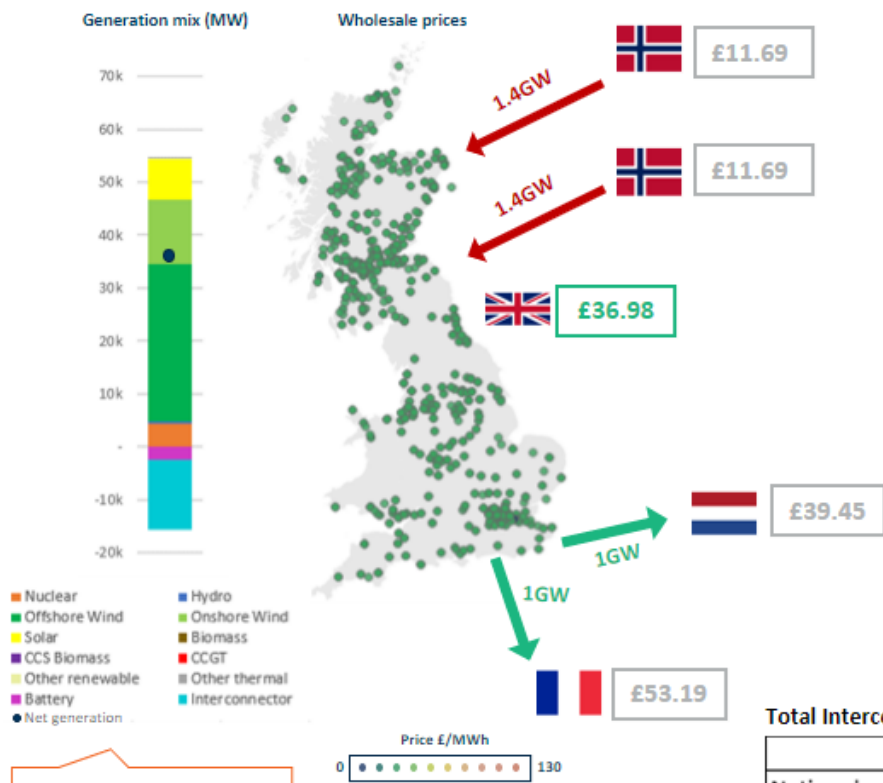 Generation mix (MW)
Wholesale prices
70k
60k
50k
40k
30k
20k
10k
-
-10k
-20k
1.4GW
£11.69
1.4GW
£11.69
£36.98
1GW
£39.45
1GW
£53.19
Nuclear
Hydro
Offshore Wind
Onshore Wind
Solar
Biomass
CCS Biomass
CCGT
Other renewable
Other thermal
Battery
Interconnector
Net generation
Price £/MWh
0
130
Total Interc